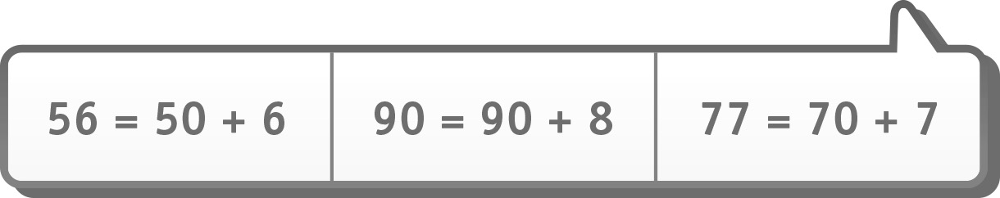 56 = 50 + 6
90 = 90 + 8
77 = 70 + 7